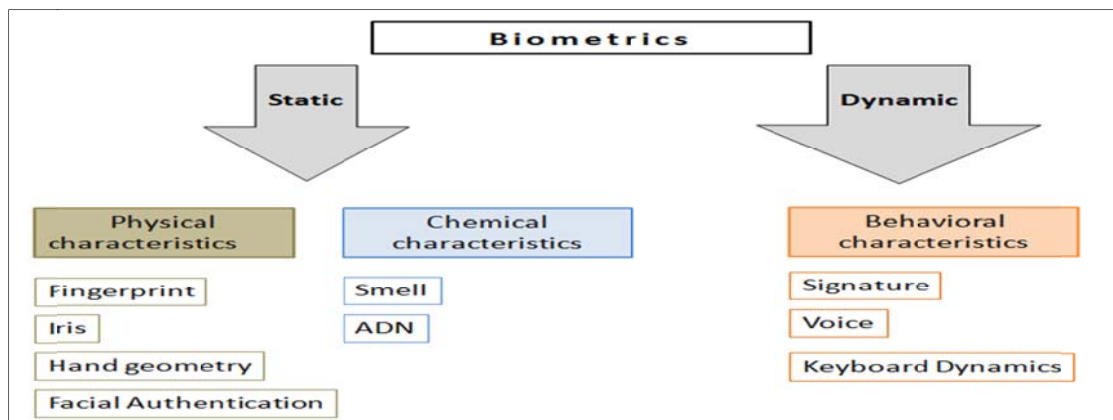 Biometrics
Static
Dynamic
Physical
characteristics
Fingerprint
Iris
Hand geometry
Facial Authentication
Chemical
characteristics
Smell
ADN
Behavioral
characteristics
Signature
Voice
Keyboard Dynamics